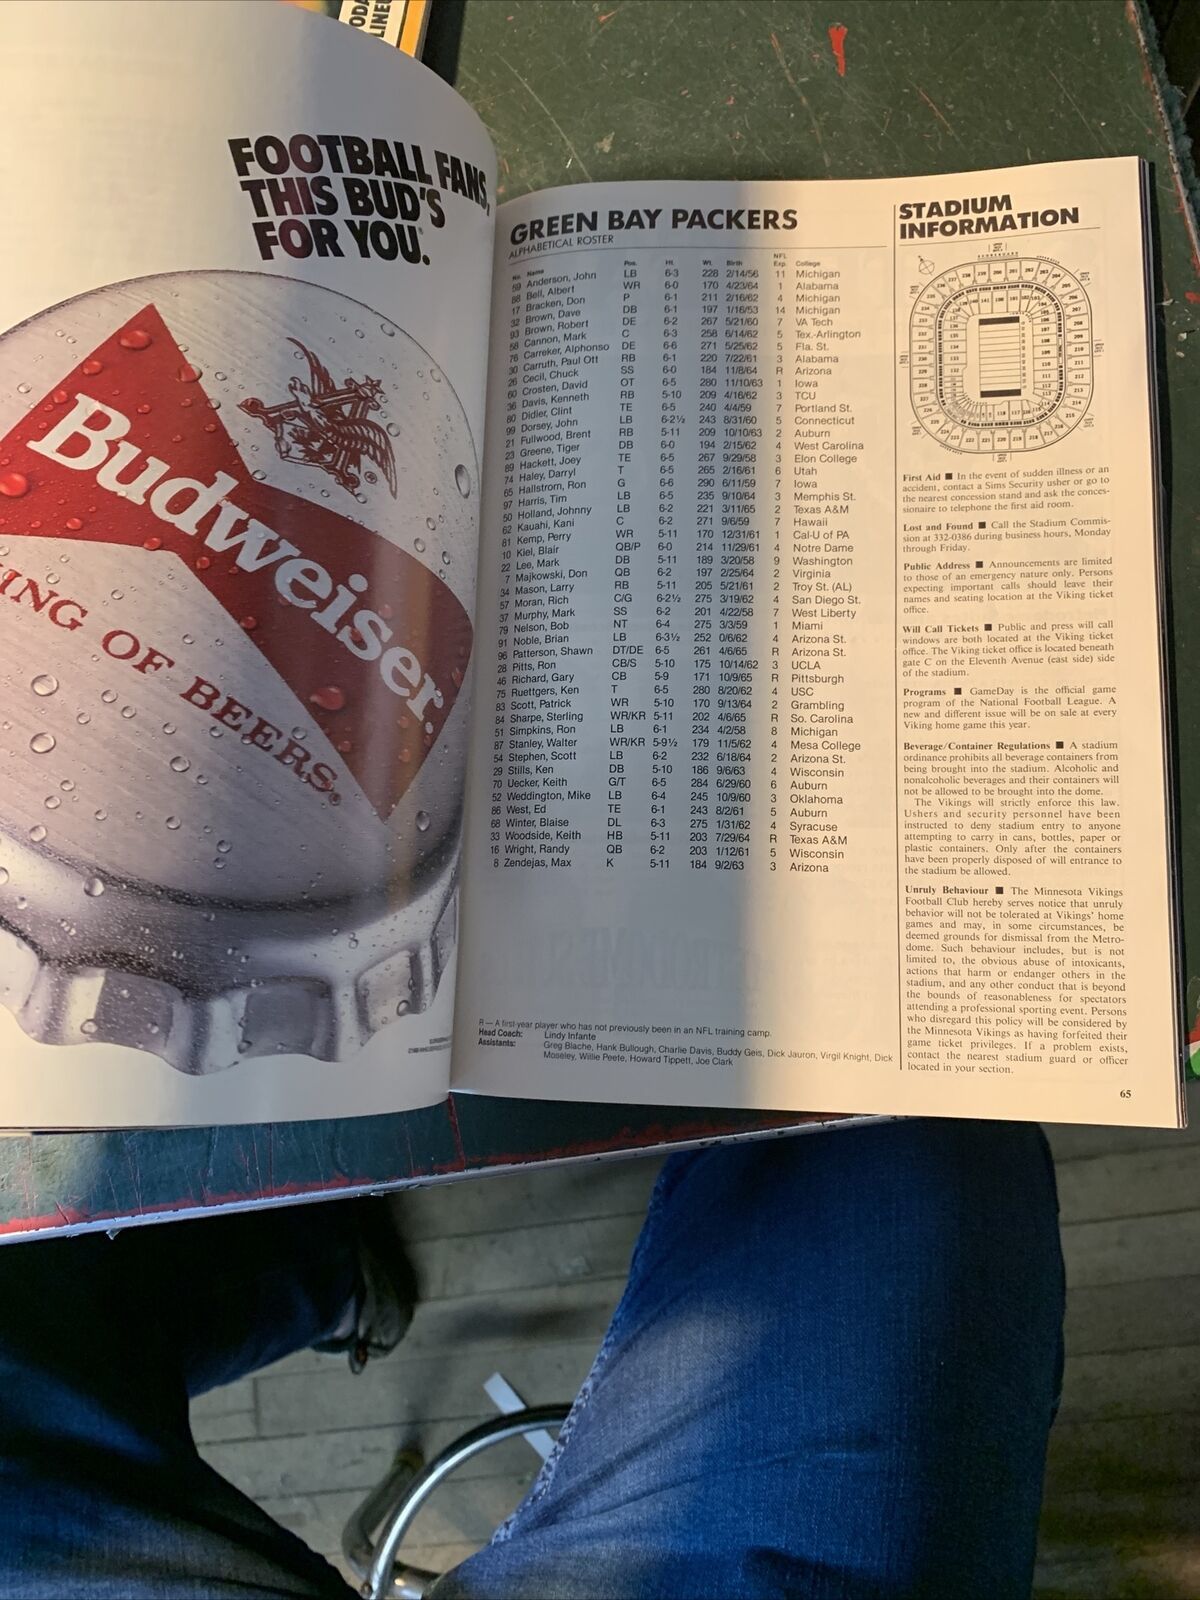 ODA
LINEU
FOOTBALL FANS,
THIS BUD'S
FOR YOU.
Budweiser.
KING OF BEERS.
GREEN BAY PACKERS
ALPHABETICAL ROSTER
No. Name Pos. Ht. Wt. Birth NFL Exp. College
59 Anderson, John LB 6-3 228 2/14/56 11 Michigan
88 Bell, Albert WR 6-0 170 4/23/64 1 Alabama
17 Bracken, Don P 6-1 211 2/16/62 4 Michigan
32 Brown, Dave DB 6-1 197 1/16/53 14 Michigan
93 Brown, Robert DE 6-2 267 5/21/60 7 VA Tech
58 Cannon, Mark C 6-3 258 6/14/62 5 Tex.-Arlington
76 Carreker, Alphonso DE 6-6 271 5/25/62 5 Fla. St.
30 Carruth, Paul Ott RB 6-1 220 7/22/61 3 Alabama
26 Cecil, Chuck SS 6-0 184 11/8/64 R Arizona
60 Crosten, David OT 6-5 280 11/10/63 1 Iowa
36 Davis, Kenneth RB 5-10 209 4/16/62 3 TCU
80 Didier, Clint TE 6-5 240 4/4/59 7 Portland St.
99 Dorsey, John LB 6-2½ 243 8/31/60 5 Connecticut
21 Fullwood, Brent RB 5-11 209 10/10/63 2 Auburn
23 Greene, Tiger DB 6-0 194 2/15/62 4 West Carolina
89 Hackett, Joey TE 6-5 267 9/29/58 3 Elon College
74 Haley, Darryl T 6-5 265 2/16/61 6 Utah
65 Hallstrom, Ron G 6-6 290 6/11/59 7 Iowa
97 Harris, Tim LB 6-5 235 9/10/64 3 Memphis St.
50 Holland, Johnny LB 6-2 221 3/11/65 2 Texas A&M
62 Kauahi, Kani C 6-2 271 9/6/59 7 Hawaii
81 Kemp, Perry WR 5-11 170 12/31/61 1 Cal-U of PA
10 Kiel, Blair QB/P 6-0 214 11/29/61 4 Notre Dame
22 Lee, Mark DB 5-11 189 3/20/58 9 Washington
7 Majkowski, Don QB 6-2 197 2/25/64 2 Virginia
34 Mason, Larry RB 5-11 205 5/21/61 2 Troy St. (AL)
57 Moran, Rich C/G 6-2½ 275 3/19/62 4 San Diego St.
37 Murphy, Mark SS 6-2 201 4/22/58 7 West Liberty
79 Nelson, Bob NT 6-4 275 3/3/59 1 Miami
91 Noble, Brian LB 6-3½ 252 0/6/62 4 Arizona St.
96 Patterson, Shawn DT/DE 6-5 261 4/6/65 R Arizona St.
28 Pitts, Ron CB/S 5-10 175 10/14/62 3 UCLA
46 Richard, Gary CB 5-9 171 10/9/65 R Pittsburgh
75 Ruettgers, Ken T 6-5 280 8/20/62 4 USC
83 Scott, Patrick WR 5-10 170 9/13/64 2 Grambling
84 Sharpe, Sterling WR/KR 5-11 202 4/6/65 R So. Carolina
51 Simpkins, Ron LB 6-1 234 4/2/58 8 Michigan
87 Stanley, Walter WR/KR 5-9½ 179 11/5/62 4 Mesa College
54 Stephen, Scott LB 6-2 232 6/18/64 2 Arizona St.
29 Stills, Ken DB 5-10 186 9/6/63 4 Wisconsin
70 Uecker, Keith G/T 6-5 284 6/29/60 6 Auburn
52 Weddington, Mike LB 6-4 245 10/9/60 3 Oklahoma
86 West, Ed TE 6-1 243 8/2/61 5 Auburn
68 Winter, Blaise DL 6-3 275 1/31/62 4 Syracuse
33 Woodside, Keith HB 5-11 203 7/29/64 R Texas A&M
16 Wright, Randy QB 6-2 203 1/12/61 5 Wisconsin
8 Zendejas, Max K 5-11 184 9/2/63 3 Arizona
R — A first-year player who has not previously been in an NFL training camp.
Head Coach: Lindy Infante
Assistants: Greg Blache, Hank Bullough, Charlie Davis, Buddy Geis, Dick Jauron, Virgil Knight, Dick
Moseley, Willie Peete, Howard Tippett, Joe Clark
STADIUM
INFORMATION
First Aid ■ In the event of sudden illness or an
accident, contact a Sims Security usher or go to
the nearest concession stand and ask the conces-
sionaire to telephone the first aid room.
Lost and Found ■ Call the Stadium Commis-
sion at 332-0386 during business hours, Monday
through Friday.
Public Address ■ Announcements are limited
to those of an emergency nature only. Persons
expecting important calls should leave their
names and seating location at the Viking ticket
office.
Will Call Tickets ■ Public and press will call
windows are both located at the Viking ticket
office. The Viking ticket office is located beneath
gate C on the Eleventh Avenue (east side) side
of the stadium.
Programs ■ GameDay is the official game
program of the National Football League. A
new and different issue will be on sale at every
Viking home game this year.
Beverage/Container Regulations ■ A stadium
ordinance prohibits all beverage containers from
being brought into the stadium. Alcoholic and
nonalcoholic beverages and their containers will
not be allowed to be brought into the dome.
The Vikings will strictly enforce this law.
Ushers and security personnel have been
instructed to deny stadium entry to anyone
attempting to carry in cans, bottles, paper or
plastic containers. Only after the containers
have been properly disposed of will entrance to
the stadium be allowed.
Unruly Behaviour ■ The Minnesota Vikings
Football Club hereby serves notice that unruly
behavior will not be tolerated at Vikings' home
games and may, in some circumstances, be
deemed grounds for dismissal from the Metro-
dome. Such behaviour includes, but is not
limited to, the obvious abuse of intoxicants,
actions that harm or endanger others in the
stadium, and any other conduct that is beyond
the bounds of reasonableness for spectators
attending a professional sporting event. Persons
who disregard this policy will be considered by
the Minnesota Vikings as having forfeited their
game ticket privileges. If a problem exists,
contact the nearest stadium guard or officer
located in your section.
65